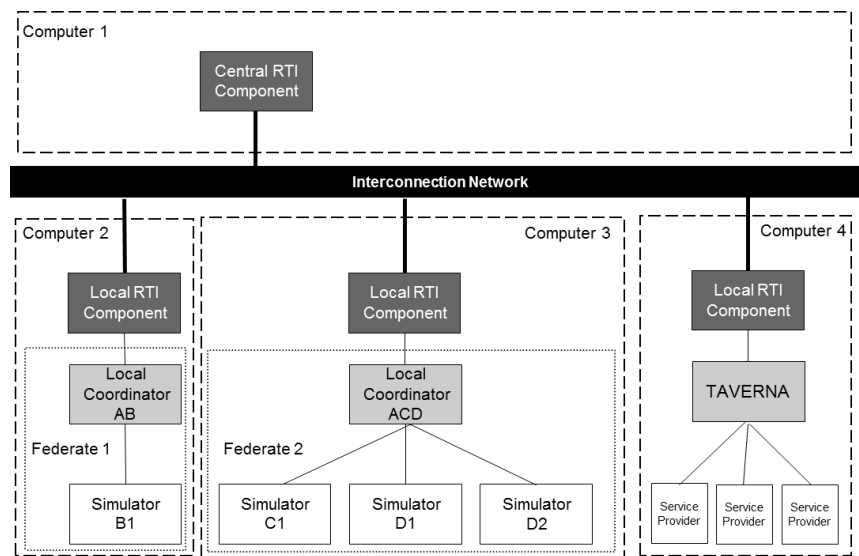 Computer 1
Central RTI
Component
Interconnection Network
Computer 2
Local RTI
Component
Local
Coordinator
AB
Federate 1
Simulator
B1
Computer 3
Local RTI
Component
Local
Coordinator
ACD
Federate 2
Simulator
C1
Simulator
D1
Simulator
D2
Computer 4
Local RTI
Component
TAVERNA
Service
Provider
Service
Provider
Service
Provider